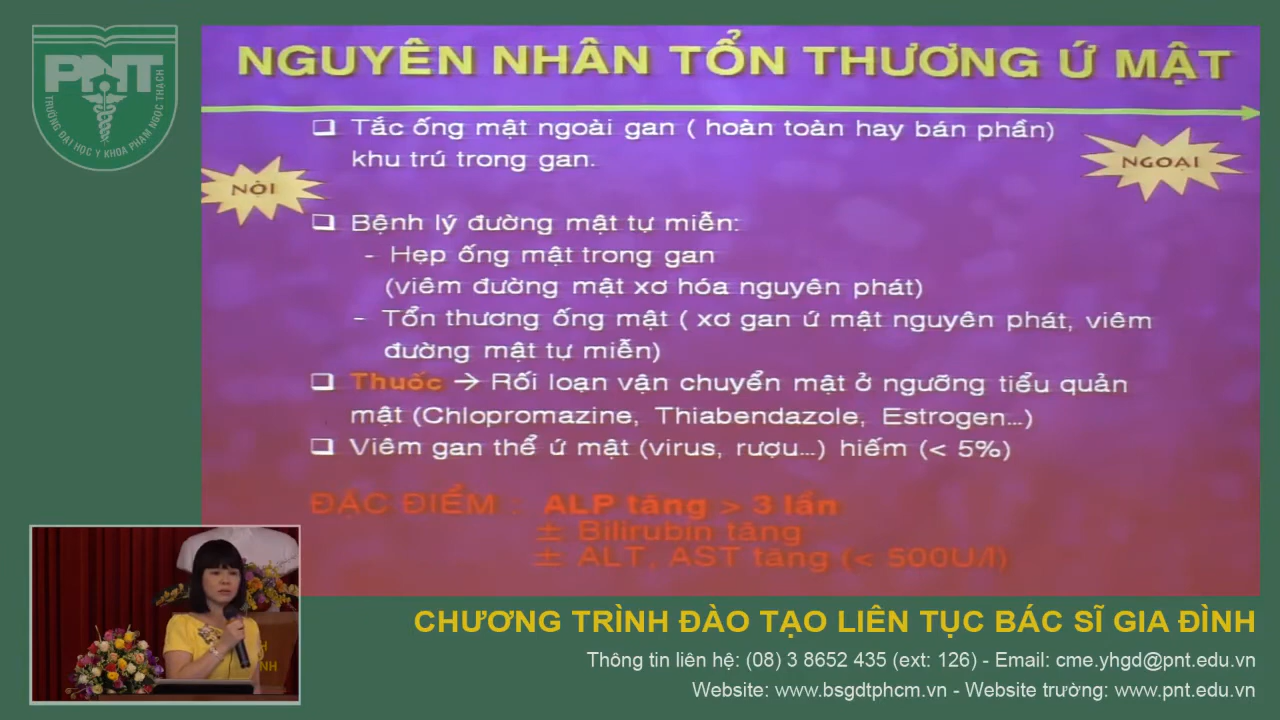 PNT
TRƯỜNG ĐẠI HỌC Y KHOA PHẠM NGỌC THẠCH
NGUYÊN NHÂN TỔN THƯƠNG Ứ MẬT
❑ Tắc ống mật ngoài gan ( hoàn toàn hay bán phần)
khu trú trong gan.
NGOẠI
NỘI
❑ Bệnh lý đường mật tự miễn:
- Hẹp ống mật trong gan
(viêm đường mật xơ hóa nguyên phát)
- Tổn thương ống mật ( xơ gan ứ mật nguyên phát, viêm
đường mật tự miễn)
❑ Thuốc → Rối loạn vận chuyển mật ở ngưỡng tiểu quản
mật (Chlopromazine, Thiabendazole, Estrogen...)
❑ Viêm gan thể ứ mật (virus, rượu...) hiếm (< 5%)
ĐẶC ĐIỂM : ALP tăng > 3 lần
± Bilirubin tăng
± ALT, AST tăng (< 500U/l)
CHƯƠNG TRÌNH ĐÀO TẠO LIÊN TỤC BÁC SĨ GIA ĐÌNH
Thông tin liên hệ: (08) 3 8652 435 (ext: 126) - Email: cme.yhgd@pnt.edu.vn
Website: www.bsgdtphcm.vn - Website trường: www.pnt.edu.vn